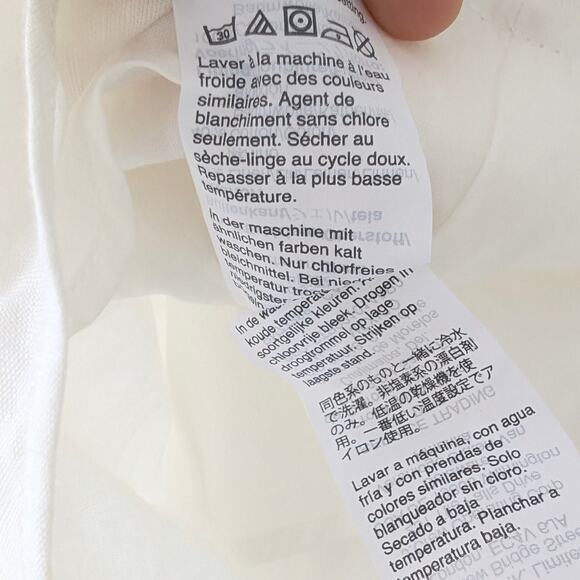 30
Laver à la machine à l'eau
froide avec des couleurs
similaires. Agent de
blanchiment sans chlore
seulement. Sécher au
sèche-linge au cycle doux.
Repasser à la plus basse
température.
In der maschine mit
ähnlichen farben kalt
waschen. Nur chlorfreies
bleichmittel. Bei
temperatur
In de
koude
soortgelijke kleuren.
chloorvrije bleek. Drogen in
droogtrommel op lage
temperatuur. Strijken op
laagste stand.
同色系のものと一緒に冷水
で洗濯。非塩素系の漂白剤
のみ。低温の乾燥機を使
用。一番低い温度設定でア
イロン使用。
Lavar a máquina, con agua
fría y con prendas de
colores similares. Solo
blanqueador sin cloro.
Secado a baja
temperatura. Planchar a
temperatura baja.